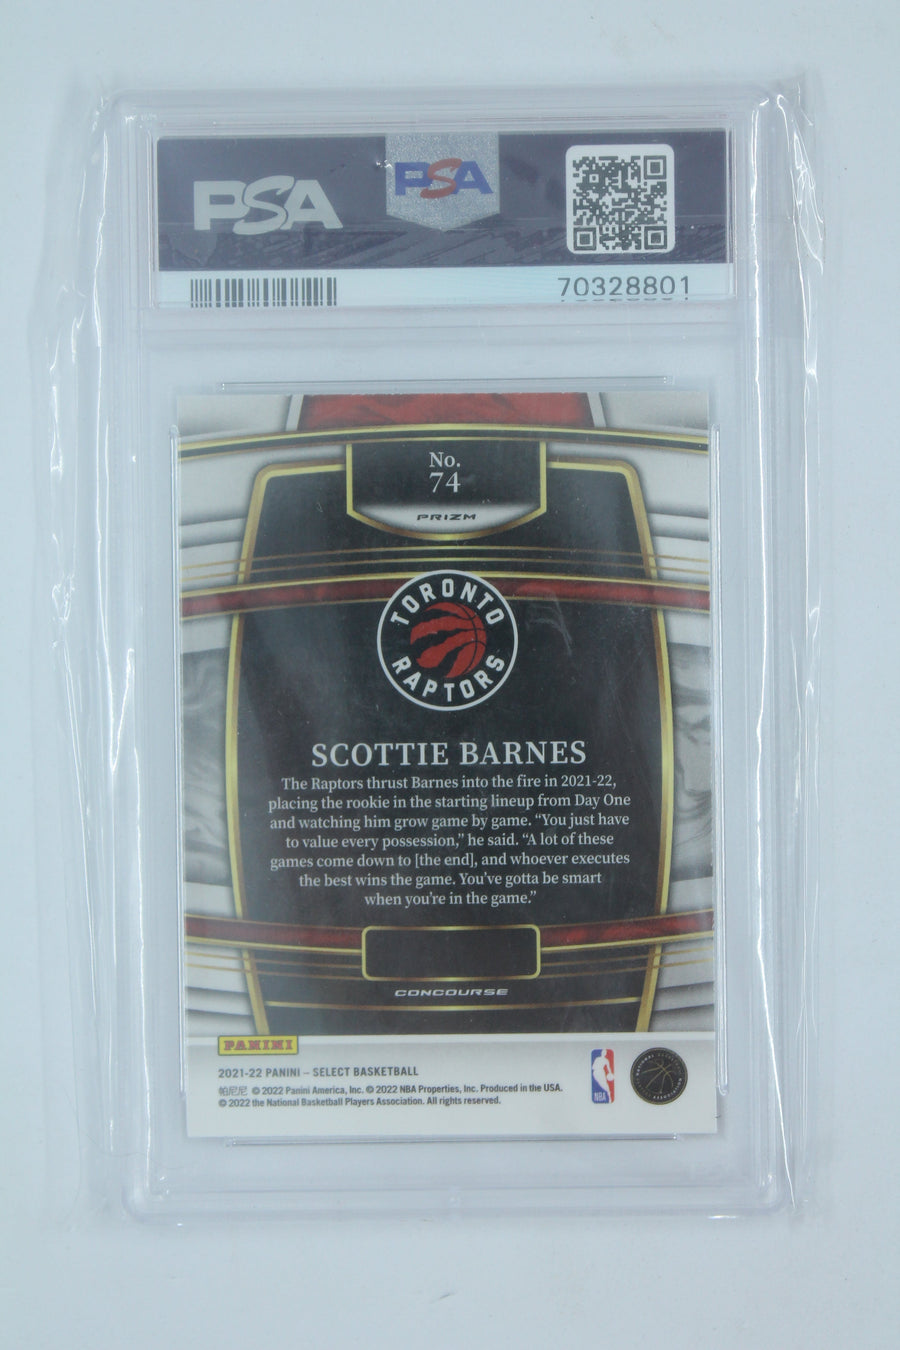 PSA
PSA
70328801
No.
74
PRIZM
TORONTO
RAPTORS
SCOTTIE BARNES
The Raptors thrust Barnes into the fire in 2021-22,
placing the rookie in the starting lineup from Day One
and watching him grow game by game. “You just have
to value every possession,” he said. “A lot of these
games come down to [the end], and whoever executes
the best wins the game. You’ve gotta be smart
when you’re in the game.”
CONCOURSE
PANINI
2021-22 PANINI – SELECT BASKETBALL
帕尼尼 © 2022 Panini America, Inc. © 2022 NBA Properties, Inc. Produced in the USA.
© 2022 the National Basketball Players Association. All rights reserved.
NBA
NATIONAL BASKETBALL